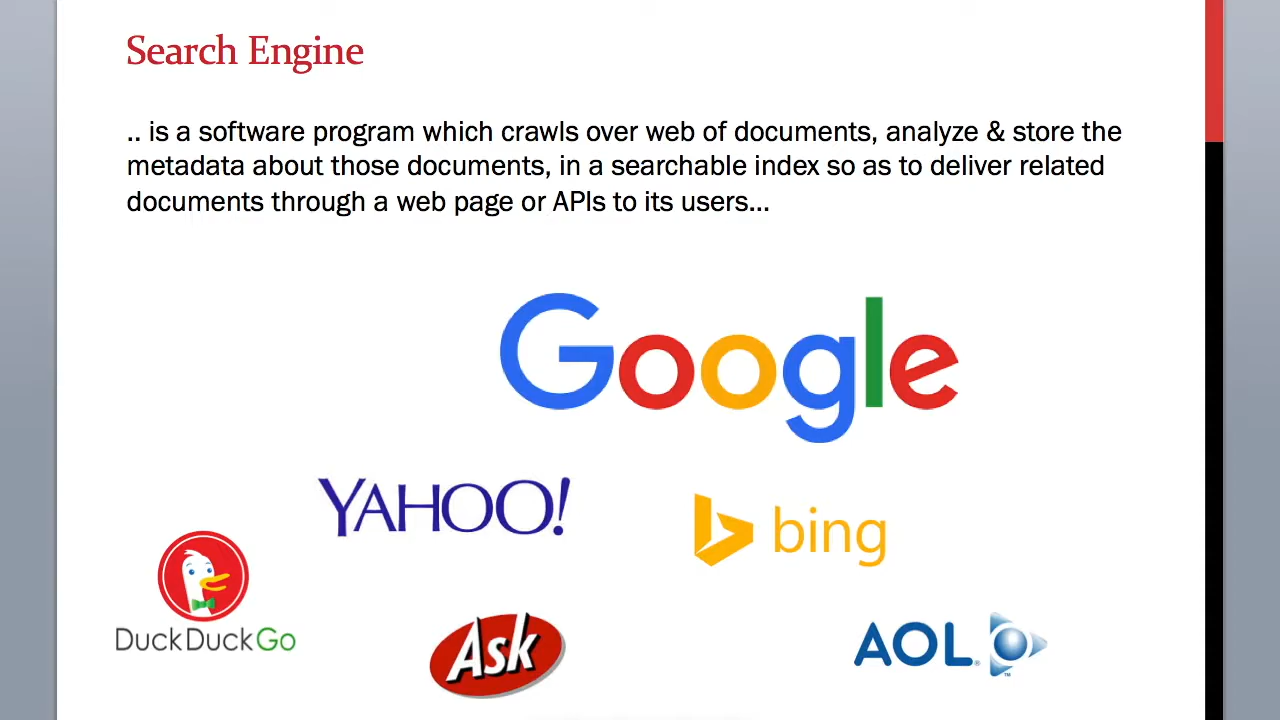 Search Engine
.. is a software program which crawls over web of documents, analyze & store the
metadata about those documents, in a searchable index so as to deliver related
documents through a web page or APIs to its users...
Google
YAHOO!
bing
DuckDuckGo
Ask
AOL